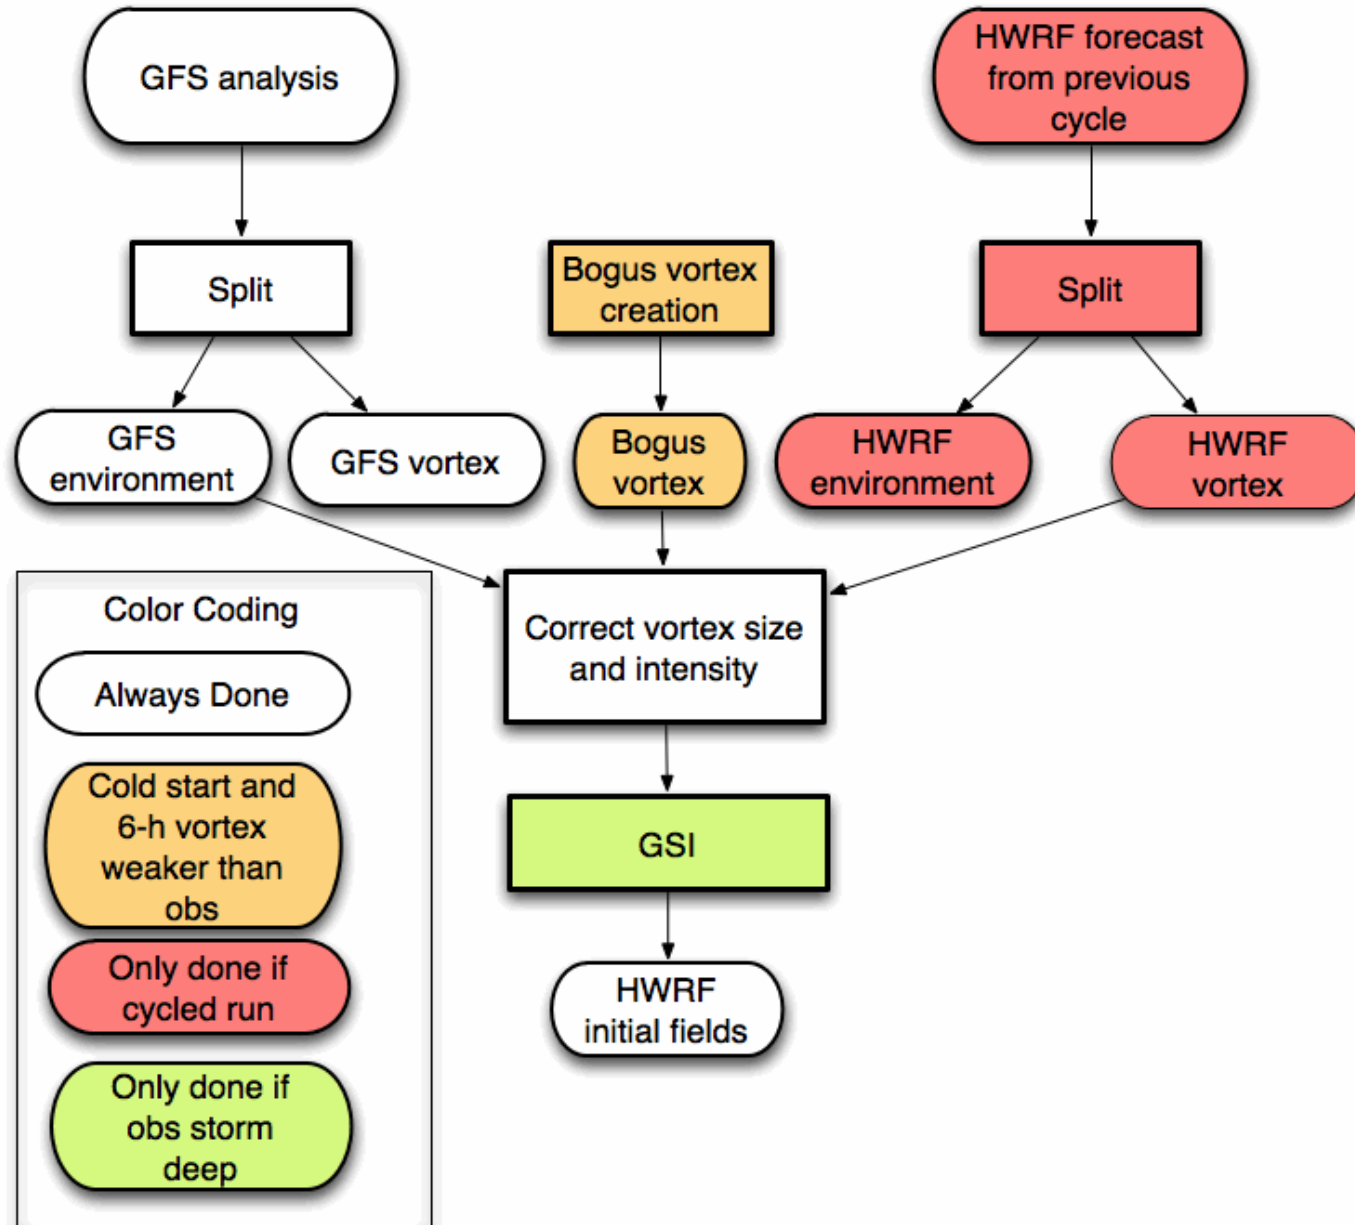 GFS analysis
HWRF forecast
from previous
cycle
Split
Bogus vortex
creation
Split
GFS
environment
GFS vortex
Bogus
vortex
HWRF
environment
HWRF
vortex
Correct vortex size
and intensity
GSI
HWRF
initial fields
Color Coding
Always Done
Cold start and
6-h vortex
weaker than
obs
Only done if
cycled run
Only done if
obs storm
deep